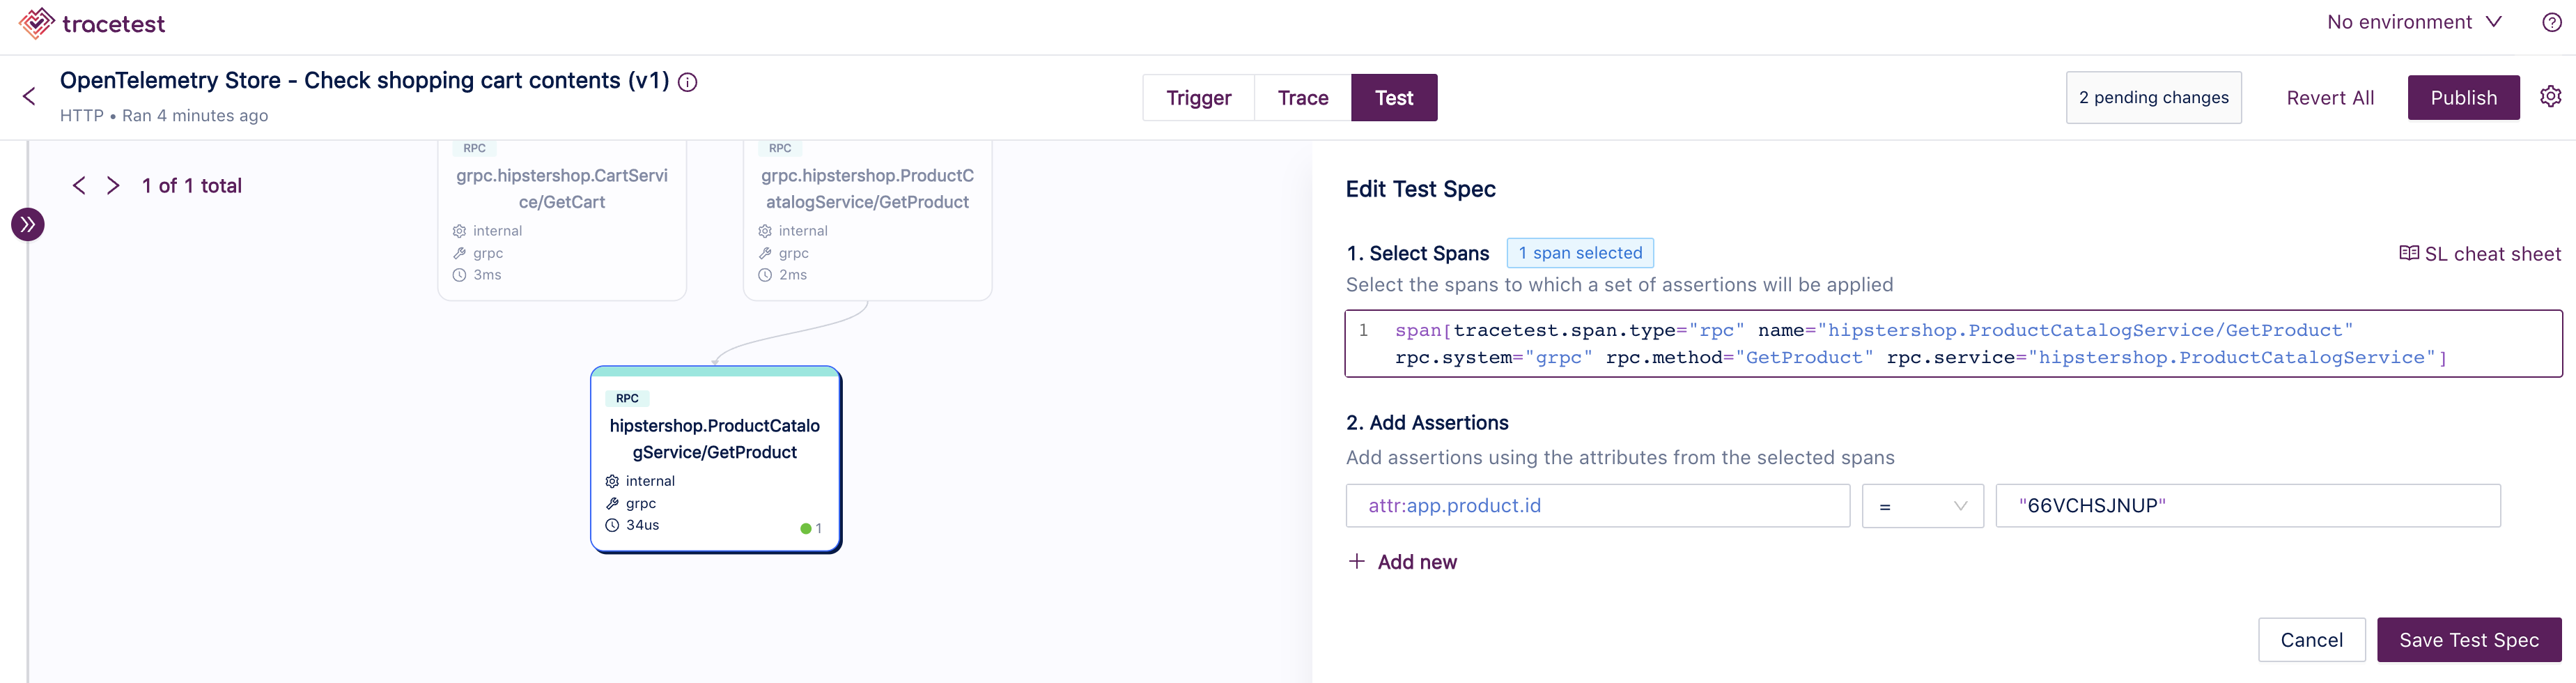 tracetest
No environment
OpenTelemetry Store - Check shopping cart contents (v1)
HTTP • Ran 4 minutes ago
Trigger
Trace
Test
2 pending changes
Revert All
Publish
1 of 1 total
RPC
grpc.hipstershop.CartServi
ce/GetCart
internal
grpc
3ms
RPC
grpc.hipstershop.ProductC
atalogService/GetProduct
internal
grpc
2ms
RPC
hipstershop.ProductCatalo
gService/GetProduct
internal
grpc
34us
1
Edit Test Spec
1. Select Spans
1 span selected
SL cheat sheet
Select the spans to which a set of assertions will be applied
1 span[tracetest.span.type="rpc" name="hipstershop.ProductCatalogService/GetProduct"
rpc.system="grpc" rpc.method="GetProduct" rpc.service="hipstershop.ProductCatalogService"]
2. Add Assertions
Add assertions using the attributes from the selected spans
attr:app.product.id
=
"66VCHSJNUP"
+ Add new
Cancel
Save Test Spec